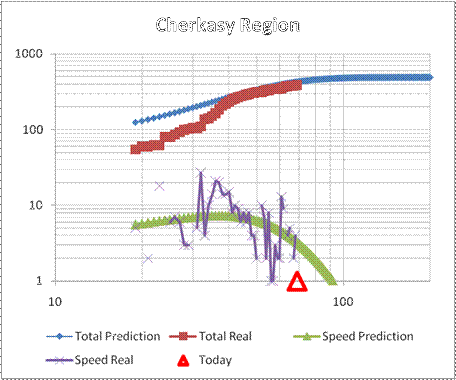 Cherkasy Region
1000
100
10
1
10
100
Total Prediction
Total Real
Speed Prediction
Speed Real
Today